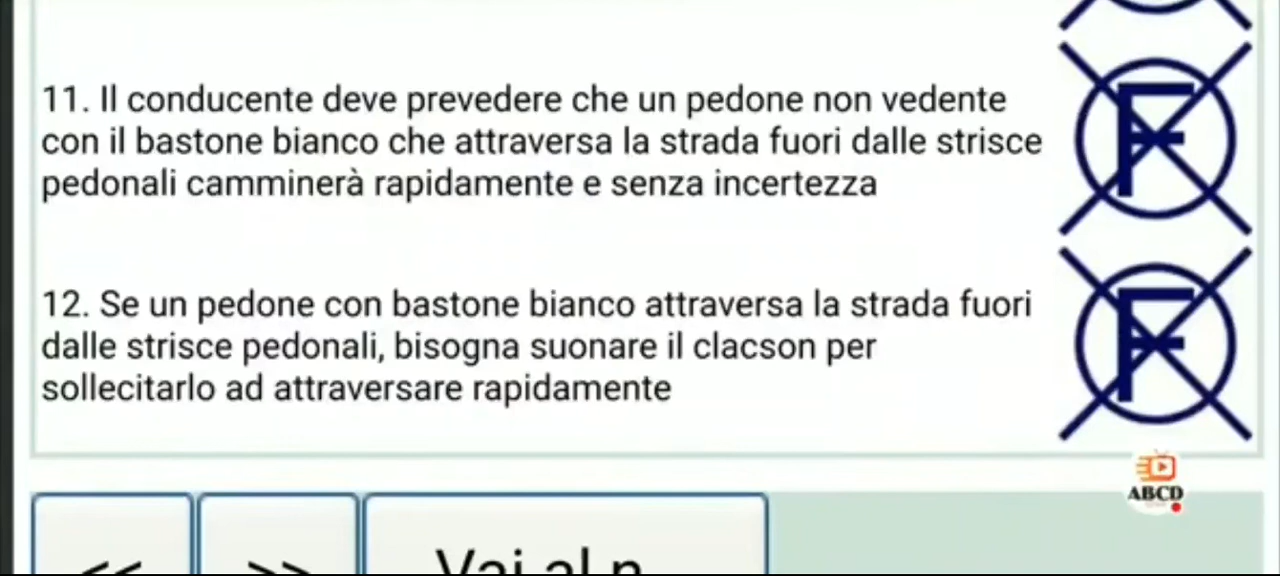 11. Il conducente deve prevedere che un pedone non vedente
con il bastone bianco che attraversa la strada fuori dalle strisce
pedonali camminerà rapidamente e senza incertezza
F
12. Se un pedone con bastone bianco attraversa la strada fuori
dalle strisce pedonali, bisogna suonare il clacson per
sollecitarlo ad attraversare rapidamente
F
ABCD
<< >> Vai al n.